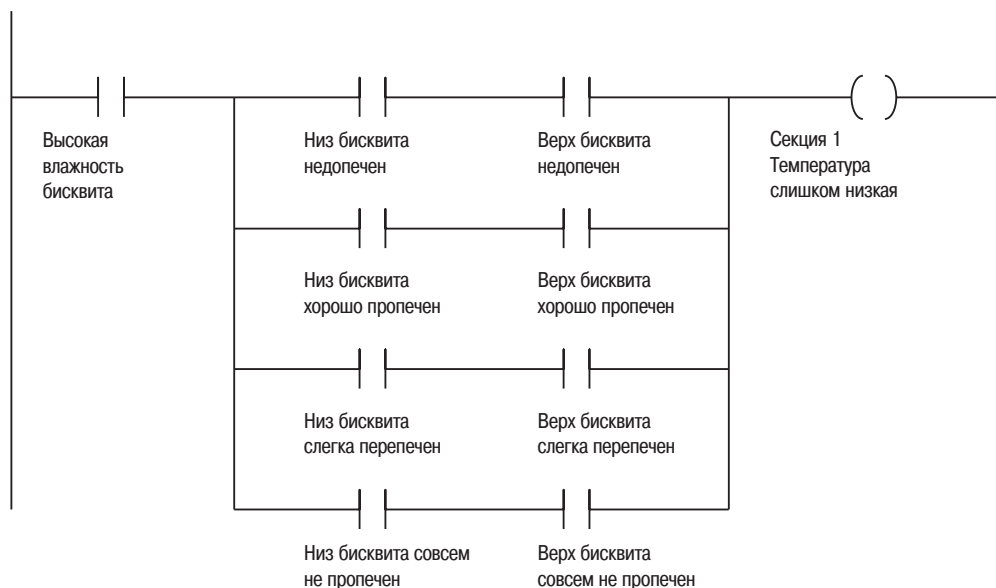 Высокая
влажность
бисквита
Низ бисквита
недопечен
Верх бисквита
недопечен
Секция 1
Температура
слишком низкая
Низ бисквита
хорошо пропечен
Верх бисквита
хорошо пропечен
Низ бисквита
слегка перепечен
Верх бисквита
слегка перепечен
Низ бисквита совсем
не пропечен
Верх бисквита
совсем не пропечен